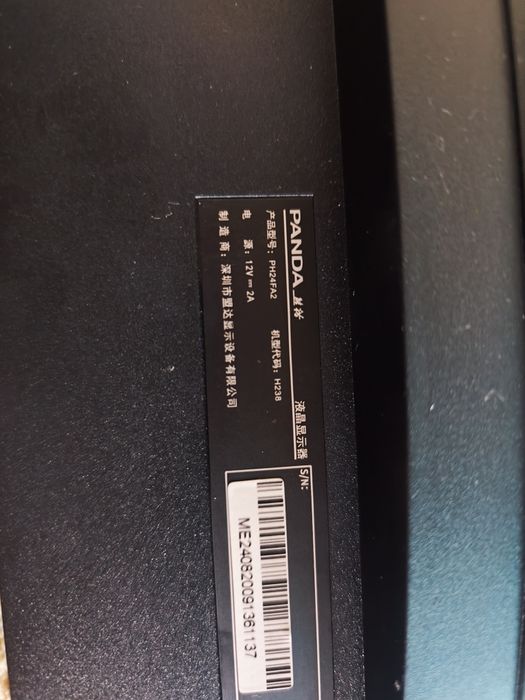 PANDA 熊猫 液晶显示器
产品型号：PH24FA2 机型代码：H238
电 源：12V⎓2A
制 造 商：深圳市盟达显示设备有限公司
S/N:
ME240820091361137